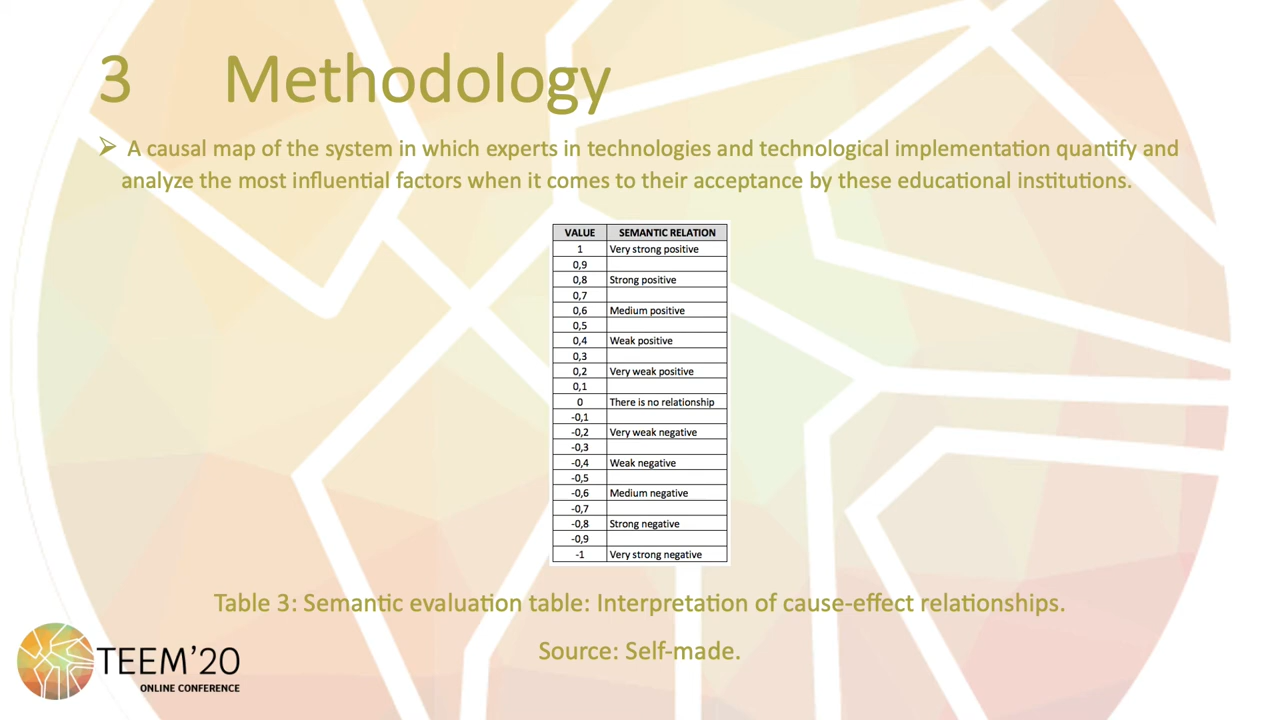 3 Methodology
➢ A causal map of the system in which experts in technologies and technological implementation quantify and
analyze the most influential factors when it comes to their acceptance by these educational institutions.
VALUE SEMANTIC RELATION
1 Very strong positive
0,9
0,8 Strong positive
0,7
0,6 Medium positive
0,5
0,4 Weak positive
0,3
0,2 Very weak positive
0,1
0 There is no relationship
-0,1
-0,2 Very weak negative
-0,3
-0,4 Weak negative
-0,5
-0,6 Medium negative
-0,7
-0,8 Strong negative
-0,9
-1 Very strong negative
Table 3: Semantic evaluation table: Interpretation of cause-effect relationships.
Source: Self-made.
TEEM'20
ONLINE CONFERENCE